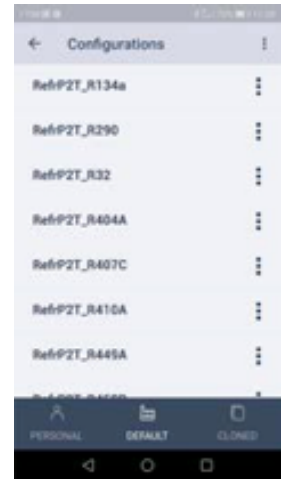 Configurations
RefrP2T_R134a
RefrP2T_R290
RefrP2T_R32
RefrP2T_R404A
RefrP2T_R407C
RefrP2T_R410A
RefrP2T_R449A
PERSONAL
DEFAULT
CLONED